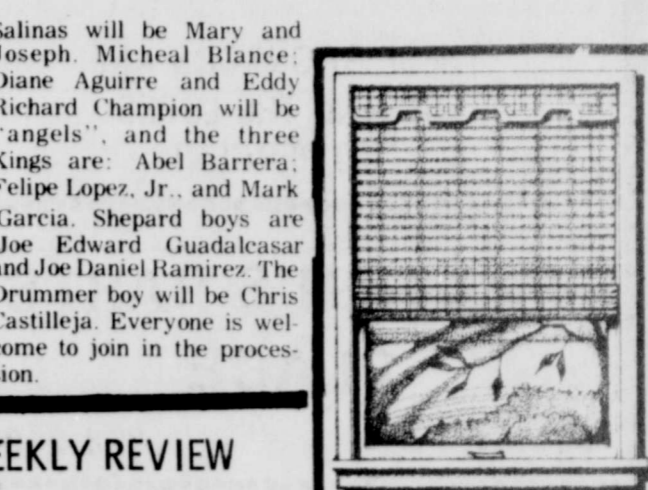 Salinas will be Mary and
Joseph. Micheal Blance;
Diane Aguirre and Eddy
Richard Champion will be
"angels", and the three
Kings are: Abel Barrera;
Felipe Lopez, Jr., and Mark
Garcia. Shepard boys are
Joe Edward Guadalcasar
and Joe Daniel Ramirez. The
Drummer boy will be Chris
Castilleja. Everyone is wel-
come to join in the proces-
sion.
EEKLY REVIEW